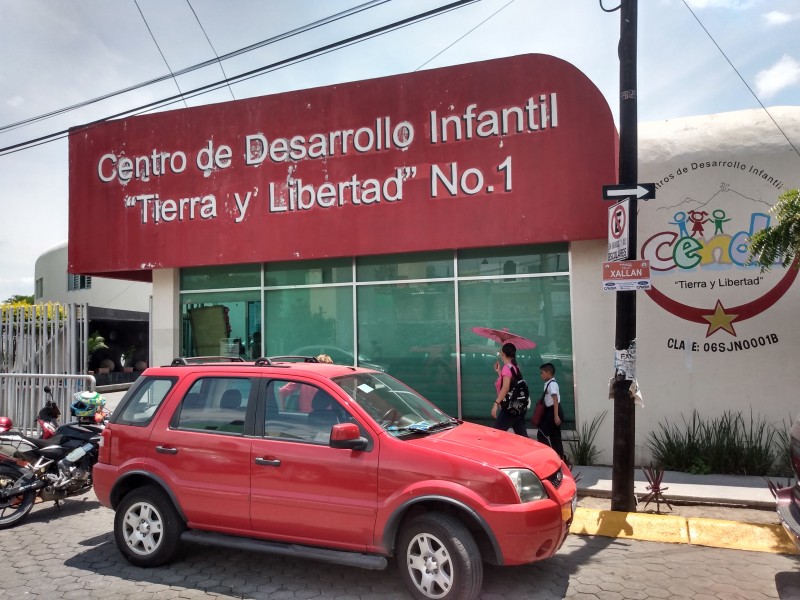 Centro de Desarrollo Infantil
"Tierra y Libertad" No.1
Centros de Desarrollo Infantil
cendi
"Tierra y Libertad"
CLAVE: 06SJN0001B
E
XALLAN